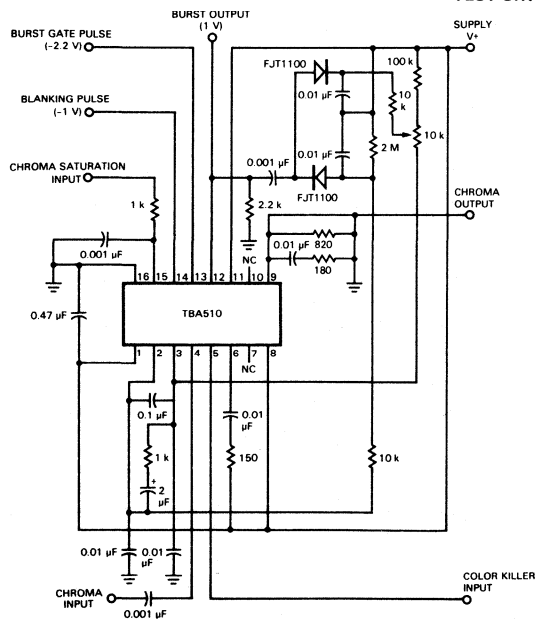 BURST OUTPUT
(1 V)
SUPPLY
V+
BURST GATE PULSE
(−2.2 V)
FJT1100
100 k
0.01 µF
10
k
10 k
BLANKING PULSE
(−1 V)
0.01 µF
2 M
0.001 µF
CHROMA SATURATION
INPUT
FJT1100
CHROMA
OUTPUT
1 k
2.2 k
0.01 µF
820
180
0.001 µF
NC
16 15 14 13 12 11 10 9
0.47 µF
TBA510
1 2 3 4 5 6 7 8
NC
0.1 µF
0.01
µF
1 k
150
10 k
+
2
µF
0.01 µF
0.01
µF
CHROMA
INPUT
0.001 µF
COLOR KILLER
INPUT